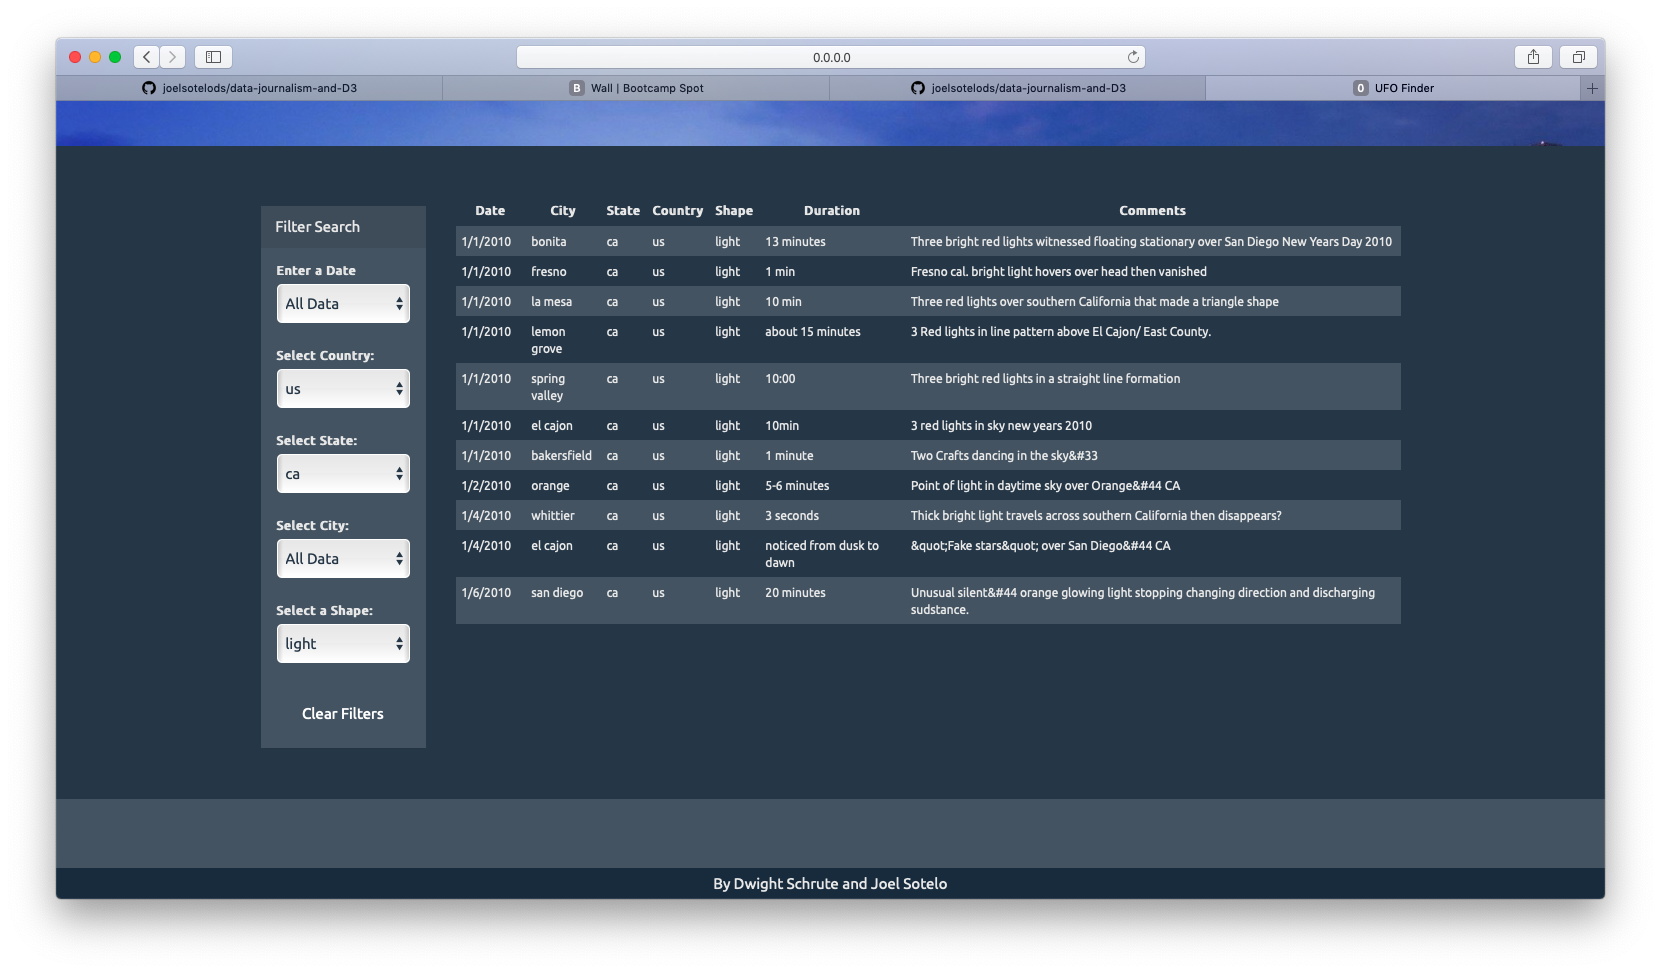 0.0.0.0
joelsotelods/data-journalism-and-D3
B Wall | Bootcamp Spot
joelsotelods/data-journalism-and-D3
0 UFO Finder
Filter Search
Enter a Date
All Data
Select Country:
us
Select State:
ca
Select City:
All Data
Select a Shape:
light
Clear Filters
Date City State Country Shape Duration Comments
1/1/2010 bonita ca us light 13 minutes Three bright red lights witnessed floating stationary over San Diego New Years Day 2010
1/1/2010 fresno ca us light 1 min Fresno cal. bright light hovers over head then vanished
1/1/2010 la mesa ca us light 10 min Three red lights over southern California that made a triangle shape
1/1/2010 lemon ca us light about 15 minutes 3 Red lights in line pattern above El Cajon/ East County.
grove
1/1/2010 spring ca us light 10:00 Three bright red lights in a straight line formation
valley
1/1/2010 el cajon ca us light 10min 3 red lights in sky new years 2010
1/1/2010 bakersfield ca us light 1 minute Two Crafts dancing in the sky&#33
1/2/2010 orange ca us light 5-6 minutes Point of light in daytime sky over Orange&#44 CA
1/4/2010 whittier ca us light 3 seconds Thick bright light travels across southern California then disappears?
1/4/2010 el cajon ca us light noticed from dusk to &quot;Fake stars&quot; over San Diego&#44 CA
dawn
1/6/2010 san diego ca us light 20 minutes Unusual silent&#44 orange glowing light stopping changing direction and discharging
sudstance.
By Dwight Schrute and Joel Sotelo